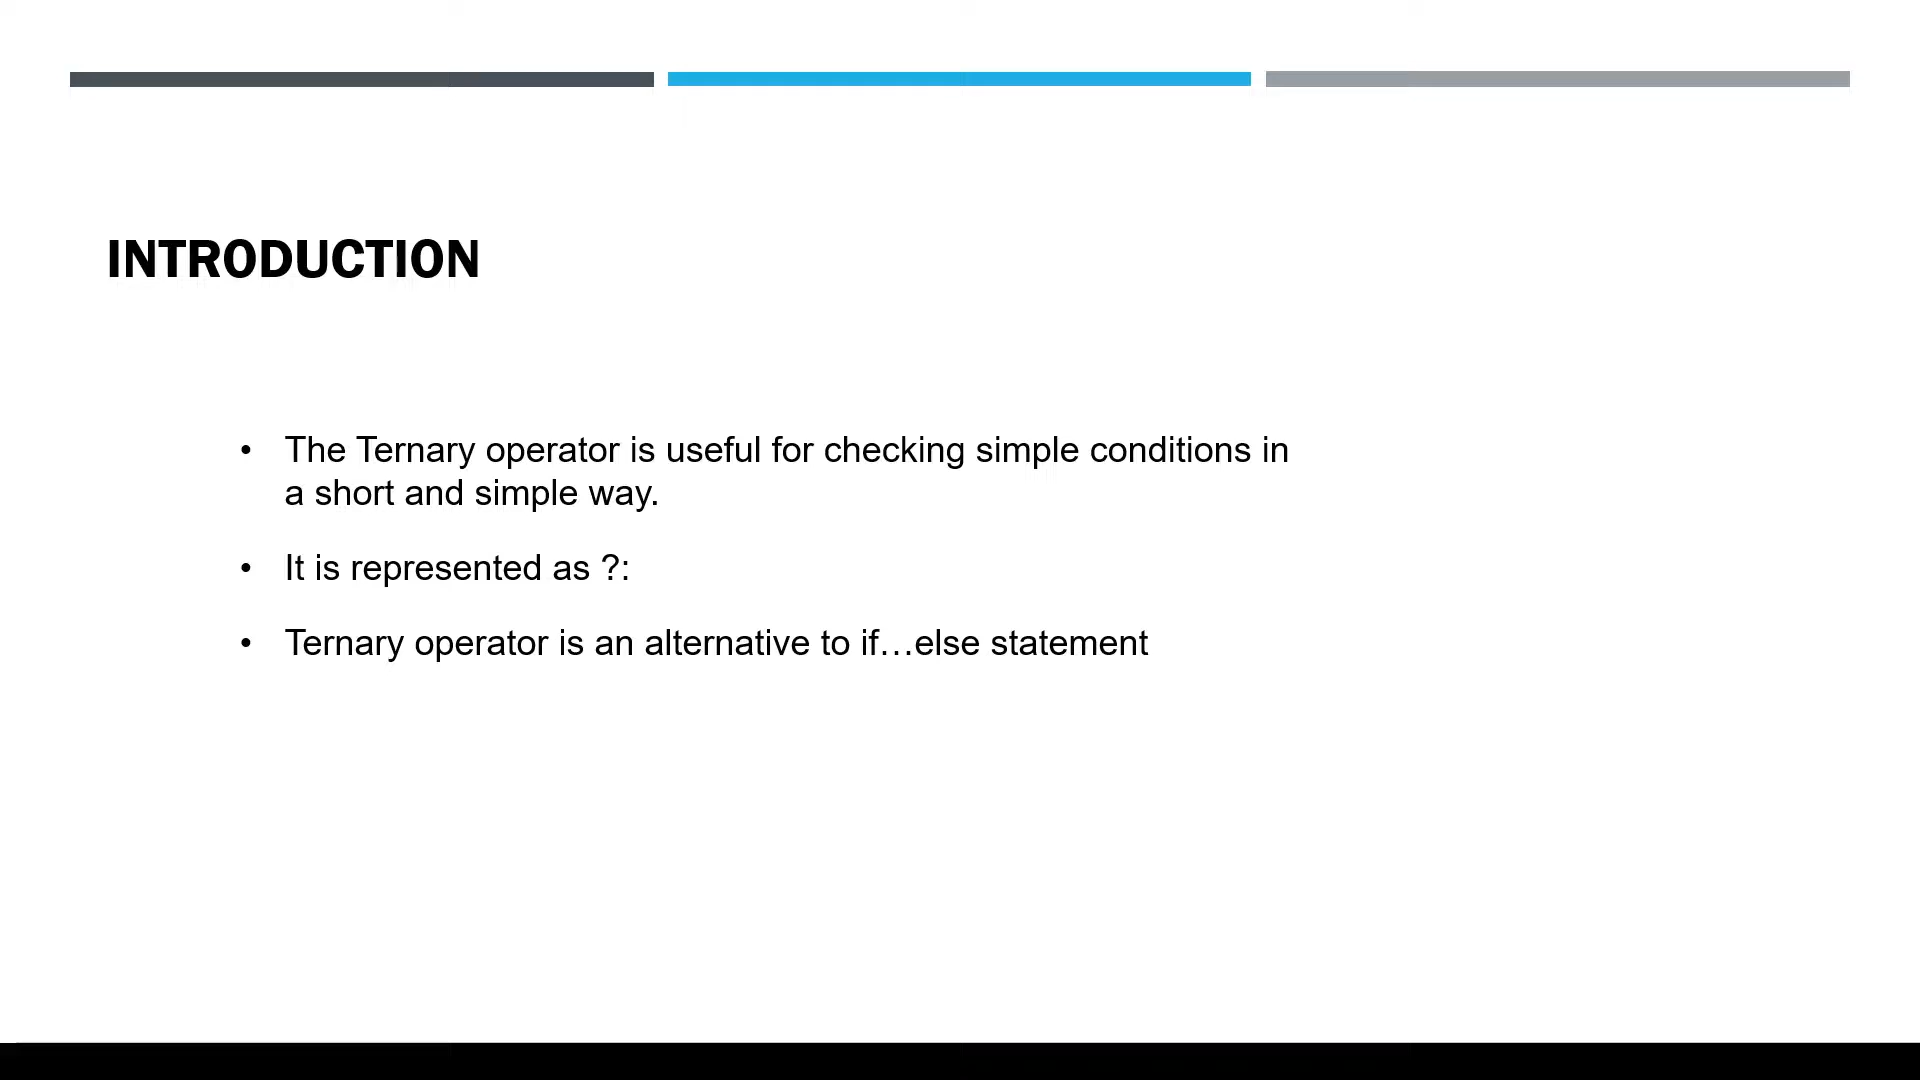 INTRODUCTION
• The Ternary operator is useful for checking simple conditions in
a short and simple way.
• It is represented as ?:
• Ternary operator is an alternative to if…else statement